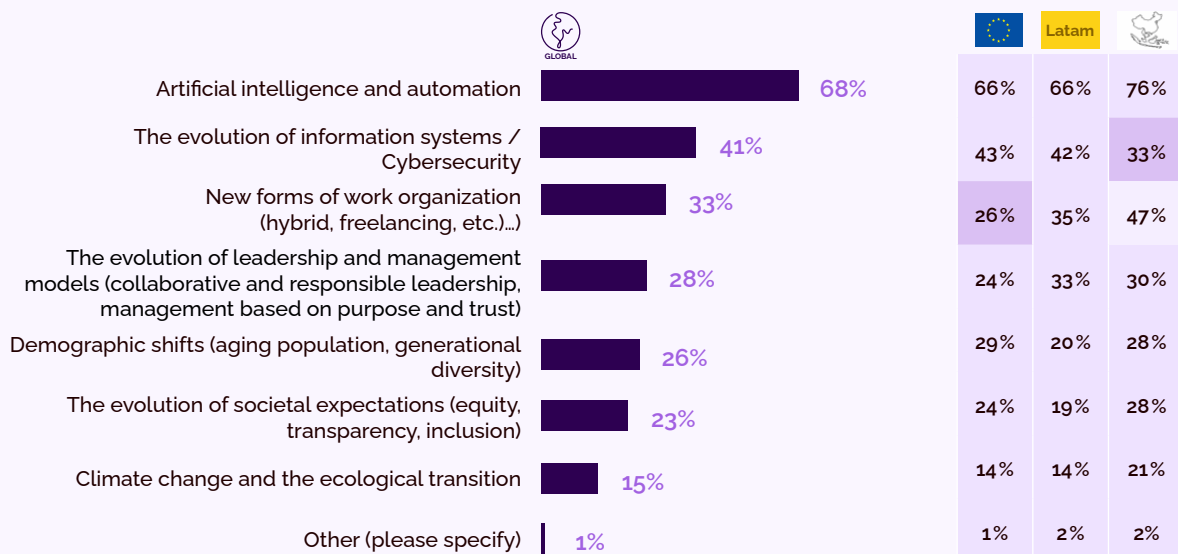 GLOBAL
Latam
Artificial intelligence and automation 68% 66% 66% 76%
The evolution of information systems /
Cybersecurity 41% 43% 42% 33%
New forms of work organization
(hybrid, freelancing, etc.)…) 33% 26% 35% 47%
The evolution of leadership and management
models (collaborative and responsible leadership,
management based on purpose and trust) 28% 24% 33% 30%
Demographic shifts (aging population, generational
diversity) 26% 29% 20% 28%
The evolution of societal expectations (equity,
transparency, inclusion) 23% 24% 19% 28%
Climate change and the ecological transition 15% 14% 14% 21%
Other (please specify) 1% 1% 2% 2%